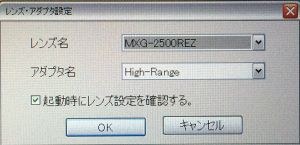 レンズ・アダプタ設定
レンズ名 MXG-2500REZ
アダプタ名 High-Range
起動時にレンズ設定を確認する。
OK キャンセル